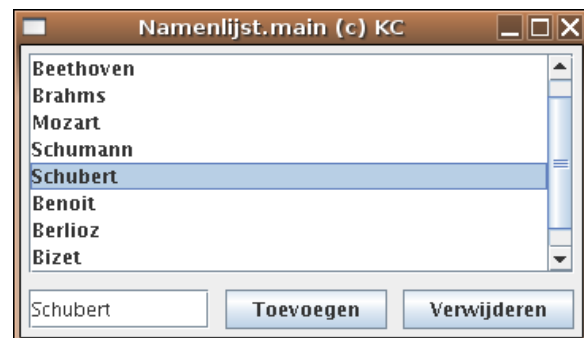 Namenlijst.main (c) KC
Beethoven
Brahms
Mozart
Schumann
Schubert
Benoit
Berlioz
Bizet
Schubert Toevoegen Verwijderen